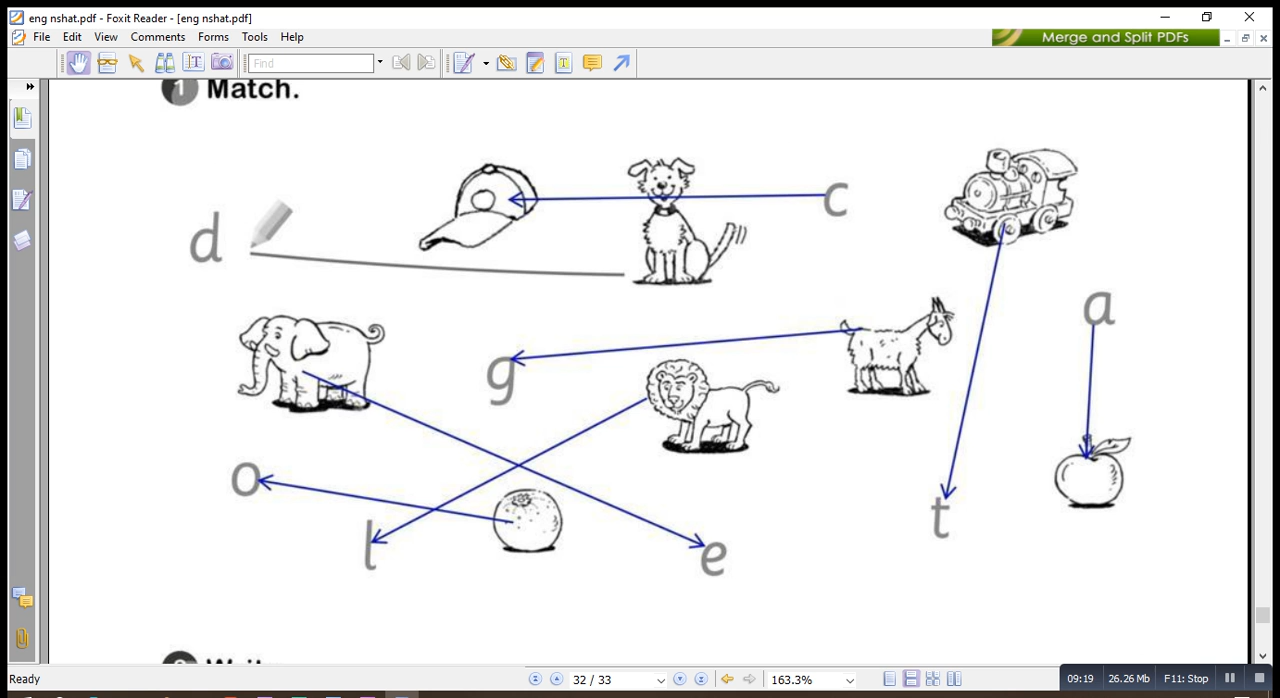 eng nshat.pdf - Foxit Reader - [eng nshat.pdf]
File Edit View Comments Forms Tools Help
Merge and Split PDFs
Find
1 Match.
c
d
a
g
o
t
l
e
Ready
32 / 33
163.3%
09:19 26.26 Mb F11: Stop